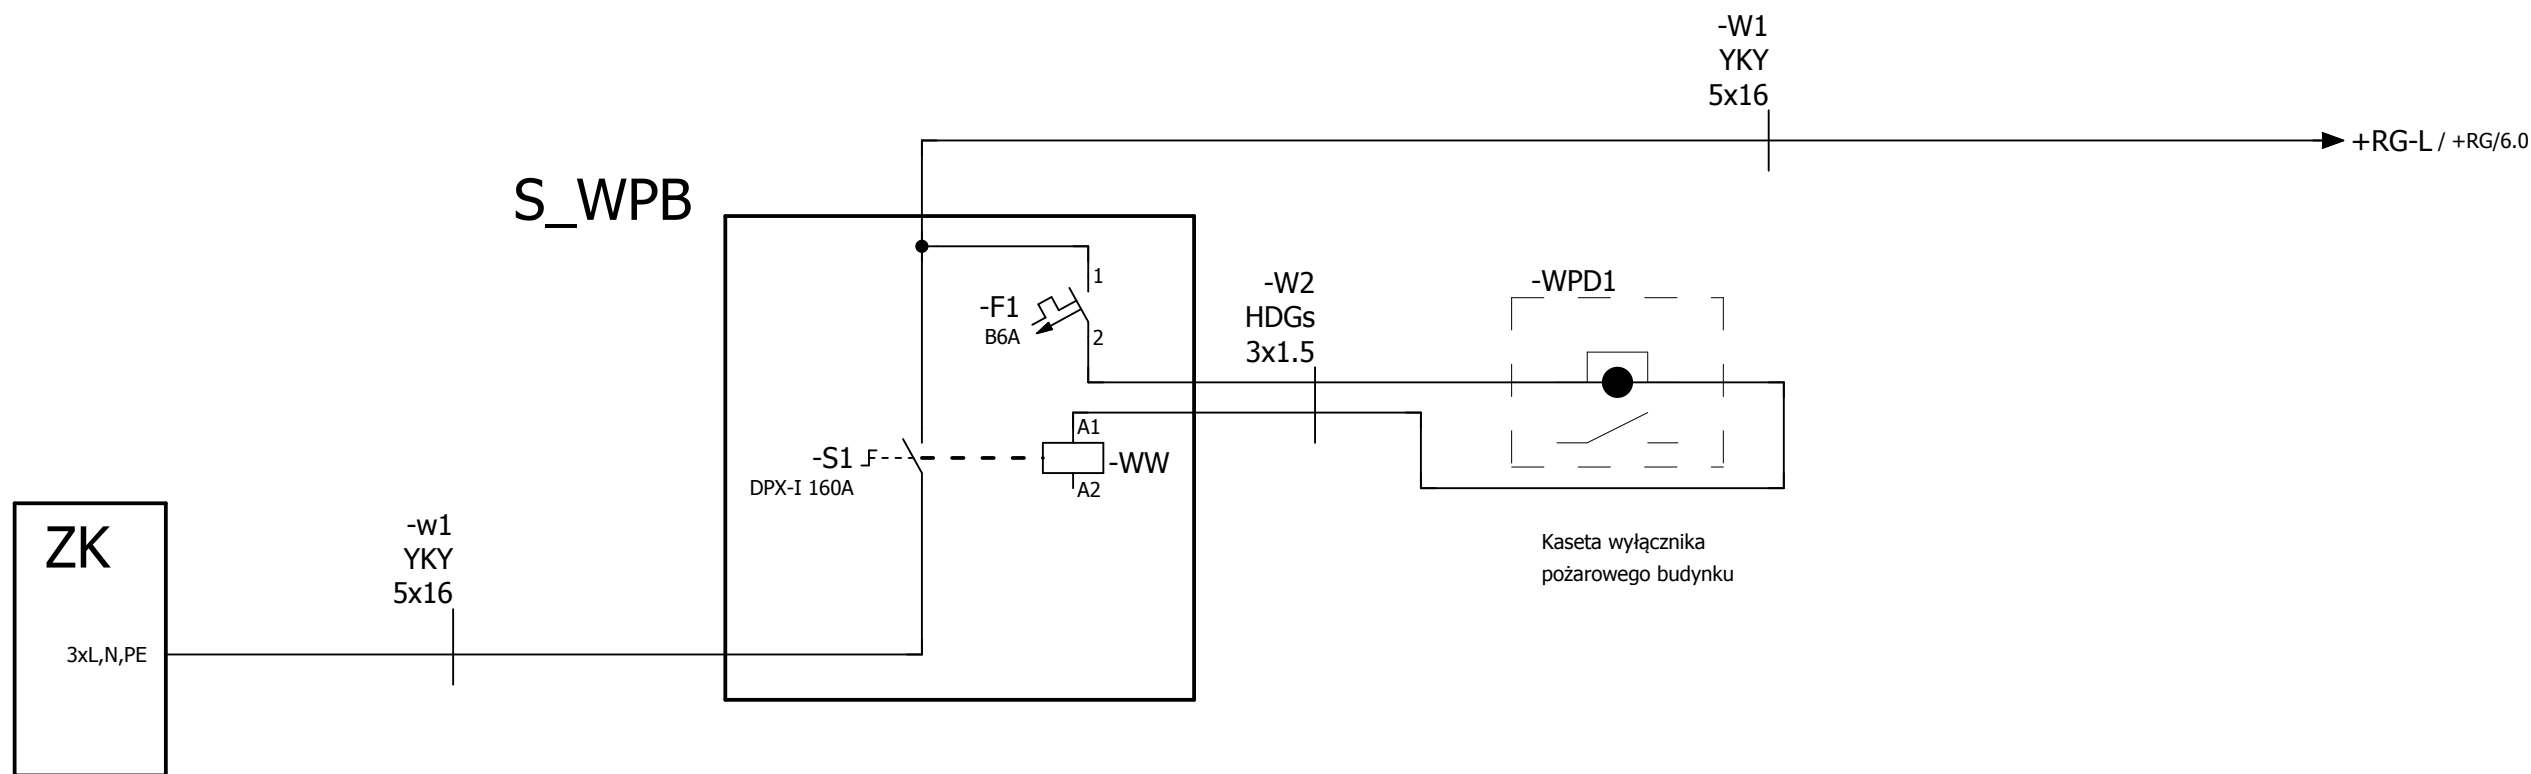 -W1
YKY
5x16
+RG-L / +RG/6.0
S_WPB
1
-F1
B6A
2
-W2
HDGs
3x1.5
-WPD1
A1
-S1
-WW
DPX-I 160A
A2
ZK
-w1
YKY
5x16
3xL,N,PE
Kaseta wyłącznika
pożarowego budynku